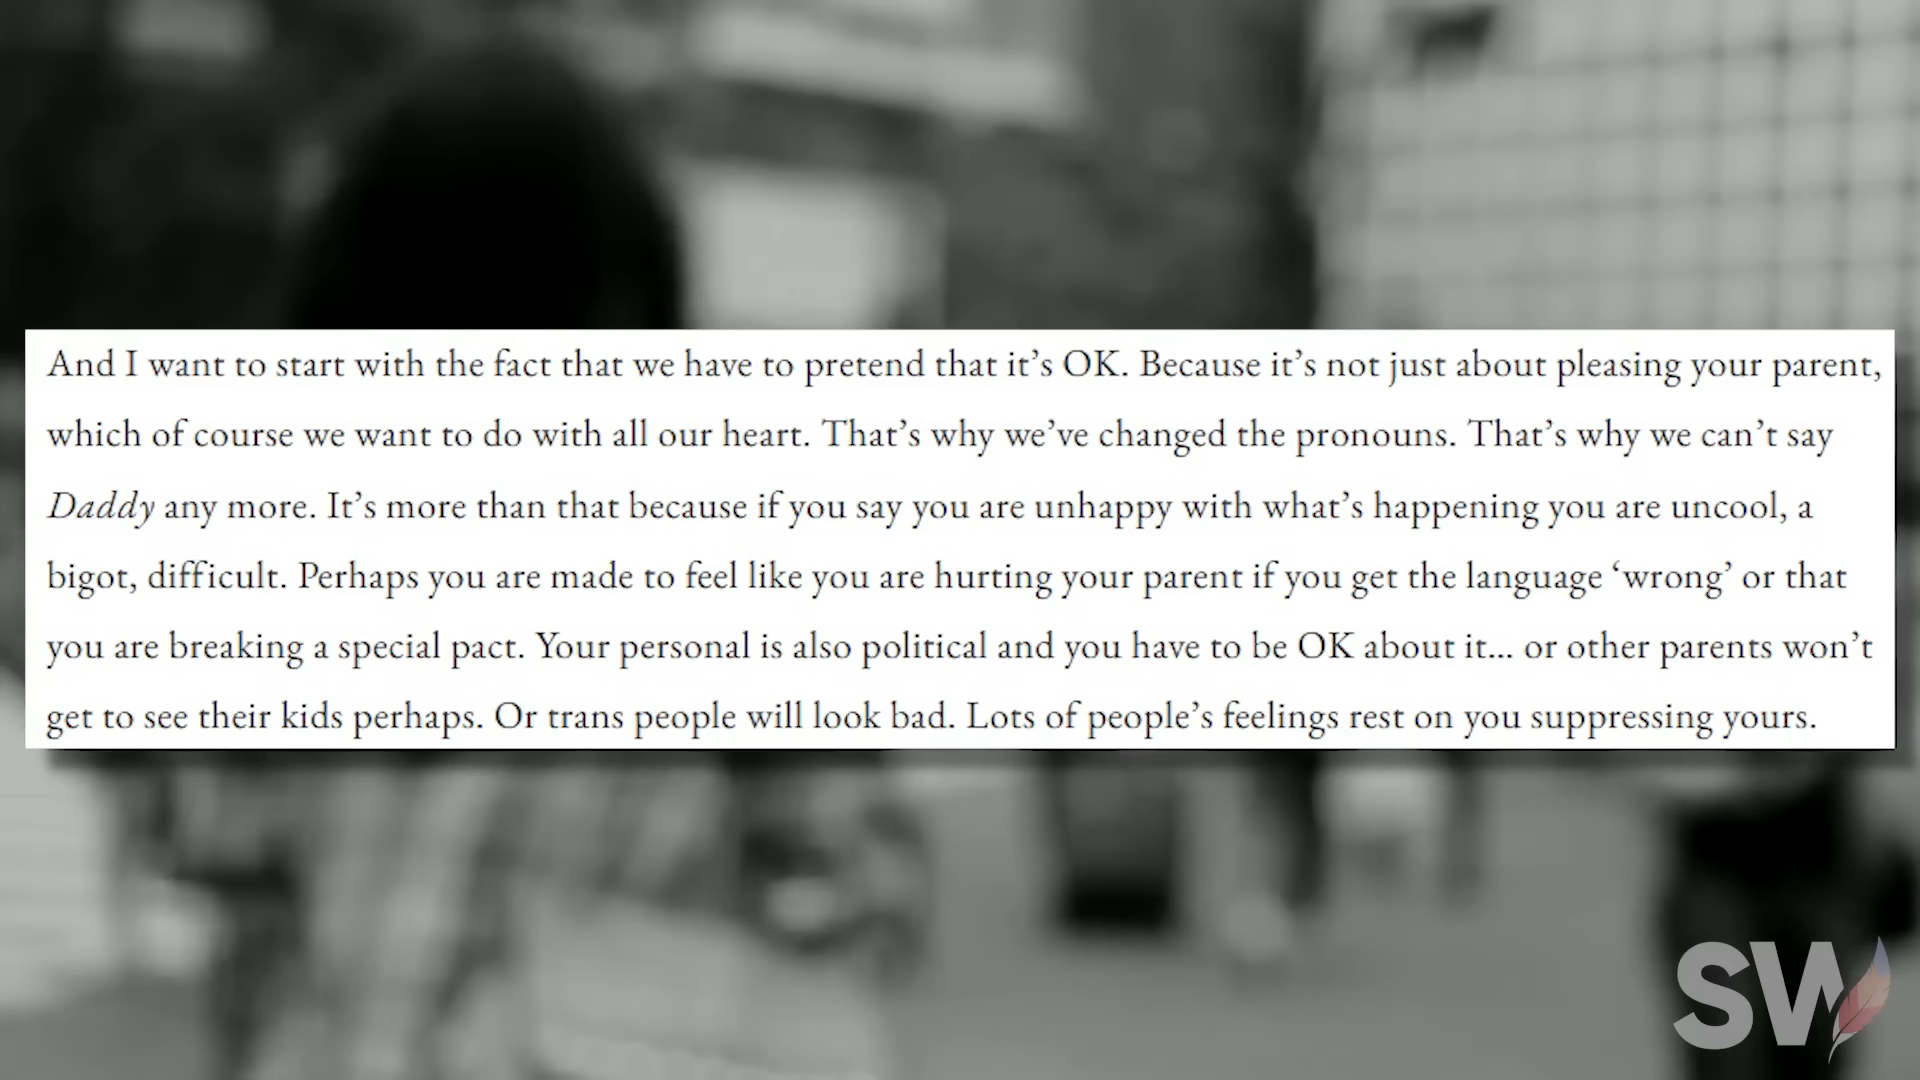 And I want to start with the fact that we have to pretend that it’s OK. Because it’s not just about pleasing your parent,
which of course we want to do with all our heart. That’s why we’ve changed the pronouns. That’s why we can’t say
Daddy any more. It’s more than that because if you say you are unhappy with what’s happening you are uncool, a
bigot, difficult. Perhaps you are made to feel like you are hurting your parent if you get the language ‘wrong’ or that
you are breaking a special pact. Your personal is also political and you have to be OK about it... or other parents won’t
get to see their kids perhaps. Or trans people will look bad. Lots of people’s feelings rest on you suppressing yours.
SW